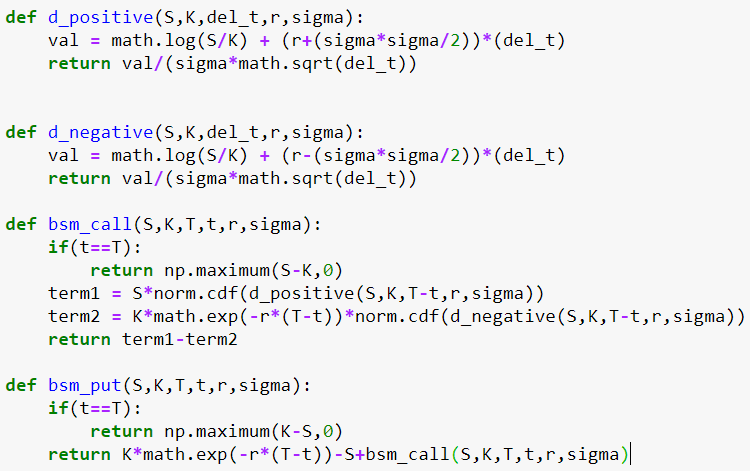 def d_positive(S,K,del_t,r,sigma):
    val = math.log(S/K) + (r+(sigma*sigma/2))*(del_t)
    return val/(sigma*math.sqrt(del_t))
def d_negative(S,K,del_t,r,sigma):
    val = math.log(S/K) + (r-(sigma*sigma/2))*(del_t)
    return val/(sigma*math.sqrt(del_t))
def bsm_call(S,K,T,t,r,sigma):
    if(t==T):
        return np.maximum(S-K,0)
    term1 = S*norm.cdf(d_positive(S,K,T-t,r,sigma))
    term2 = K*math.exp(-r*(T-t))*norm.cdf(d_negative(S,K,T-t,r,sigma))
    return term1-term2
def bsm_put(S,K,T,t,r,sigma):
    if(t==T):
        return np.maximum(K-S,0)
    return K*math.exp(-r*(T-t))-S+bsm_call(S,K,T,t,r,sigma)